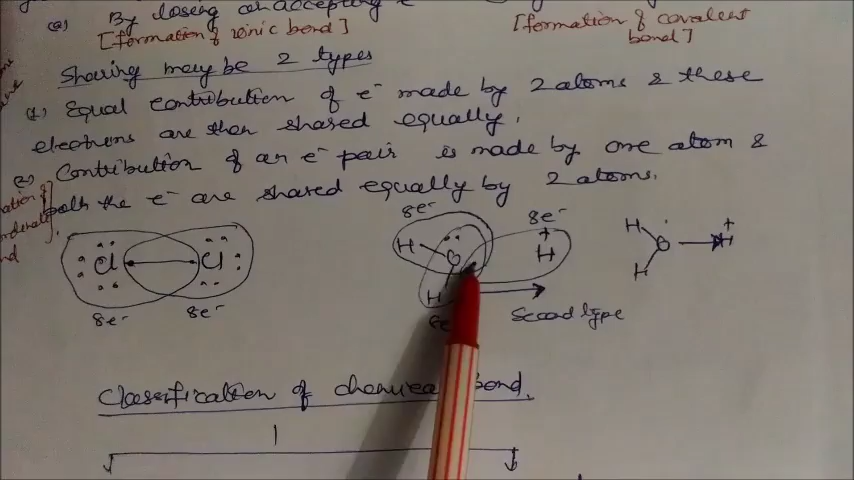 (a) By losing or accepting e⁻
[formation of ionic bond]
[formation of covalent
bond]
Sharing may be 2 types
(1) Equal contribution of e⁻ made by 2 atoms & these
electrons are then shared equally.
(2) Contribution of an e⁻ pair is made by one atom &
both the e⁻ are shared equally by 2 atoms.
Cl Cl
8e⁻ 8e⁻
8e⁻ 8e⁻
H O H +
H
Second type
H O H +
H
Classification of chemical bond.